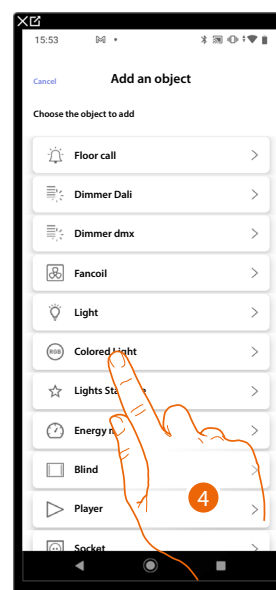 15:53
Cancel
Add an object
Choose the object to add
Floor call
Dimmer Dali
Dimmer dmx
Fancoil
Light
RGB
Colored Light
Lights Sta
Energy
Blind
4
Player
Socket